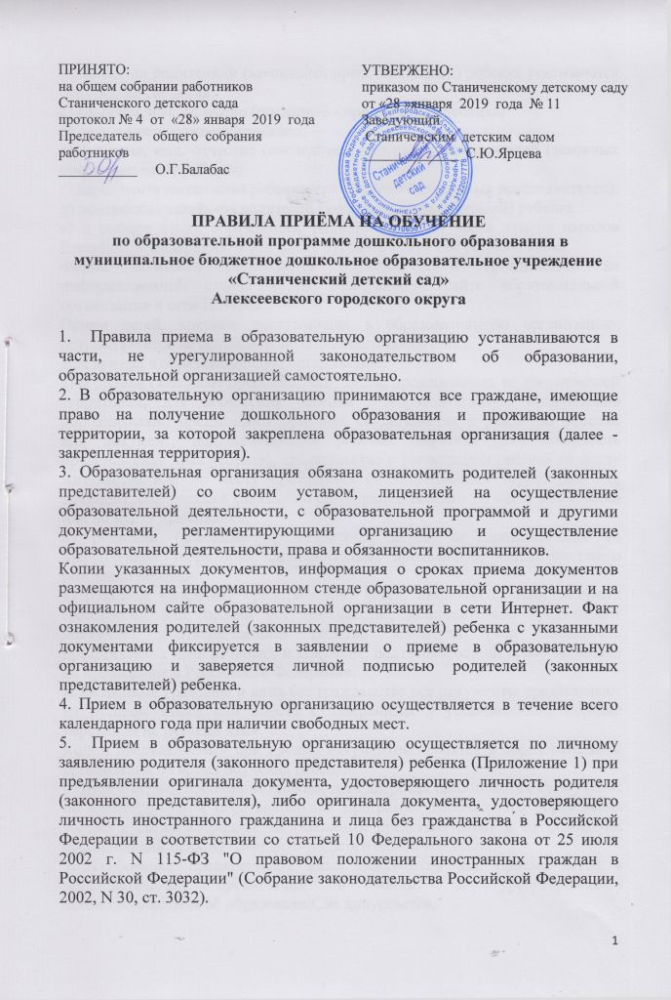 ПРИНЯТО:
на общем собрании работников
Станиченского детского сада
протокол № 4 от «28» января 2019 года
Председатель общего собрания
работников
___________ О.Г.Балабас
УТВЕРЖЕНО:
приказом по Станиченскому детскому саду
от «28 »января 2019 года № 11
Заведующий
Станиченским детским садом
С.Ю.Ярцева
Станиченский
детский
сад
ПРАВИЛА ПРИЁМА НА ОБУЧЕНИЕ
по образовательной программе дошкольного образования в
муниципальное бюджетное дошкольное образовательное учреждение
«Станиченский детский сад»
Алексеевского городского округа
1. Правила приема в образовательную организацию устанавливаются в
части, не урегулированной законодательством об образовании,
образовательной организацией самостоятельно.
2. В образовательную организацию принимаются все граждане, имеющие
право на получение дошкольного образования и проживающие на
территории, за которой закреплена образовательная организация (далее -
закрепленная территория).
3. Образовательная организация обязана ознакомить родителей (законных
представителей) со своим уставом, лицензией на осуществление
образовательной деятельности, с образовательной программой и другими
документами, регламентирующими организацию и осуществление
образовательной деятельности, права и обязанности воспитанников.
Копии указанных документов, информация о сроках приема документов
размещаются на информационном стенде образовательной организации и на
официальном сайте образовательной организации в сети Интернет. Факт
ознакомления родителей (законных представителей) ребенка с указанными
документами фиксируется в заявлении о приеме в образовательную
организацию и заверяется личной подписью родителей (законных
представителей) ребенка.
4. Прием в образовательную организацию осуществляется в течение всего
календарного года при наличии свободных мест.
5. Прием в образовательную организацию осуществляется по личному
заявлению родителя (законного представителя) ребенка (Приложение 1) при
предъявлении оригинала документа, удостоверяющего личность родителя
(законного представителя), либо оригинала документа, удостоверяющего
личность иностранного гражданина и лица без гражданства в Российской
Федерации в соответствии со статьей 10 Федерального закона от 25 июля
2002 г. N 115-ФЗ "О правовом положении иностранных граждан в
Российской Федерации" (Собрание законодательства Российской Федерации,
2002, N 30, ст. 3032).
1